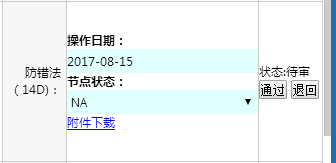 防错法
( 14D)：
操作日期：
2017-08-15
节点状态：
NA
附件下载
状态:待审
通过 退回